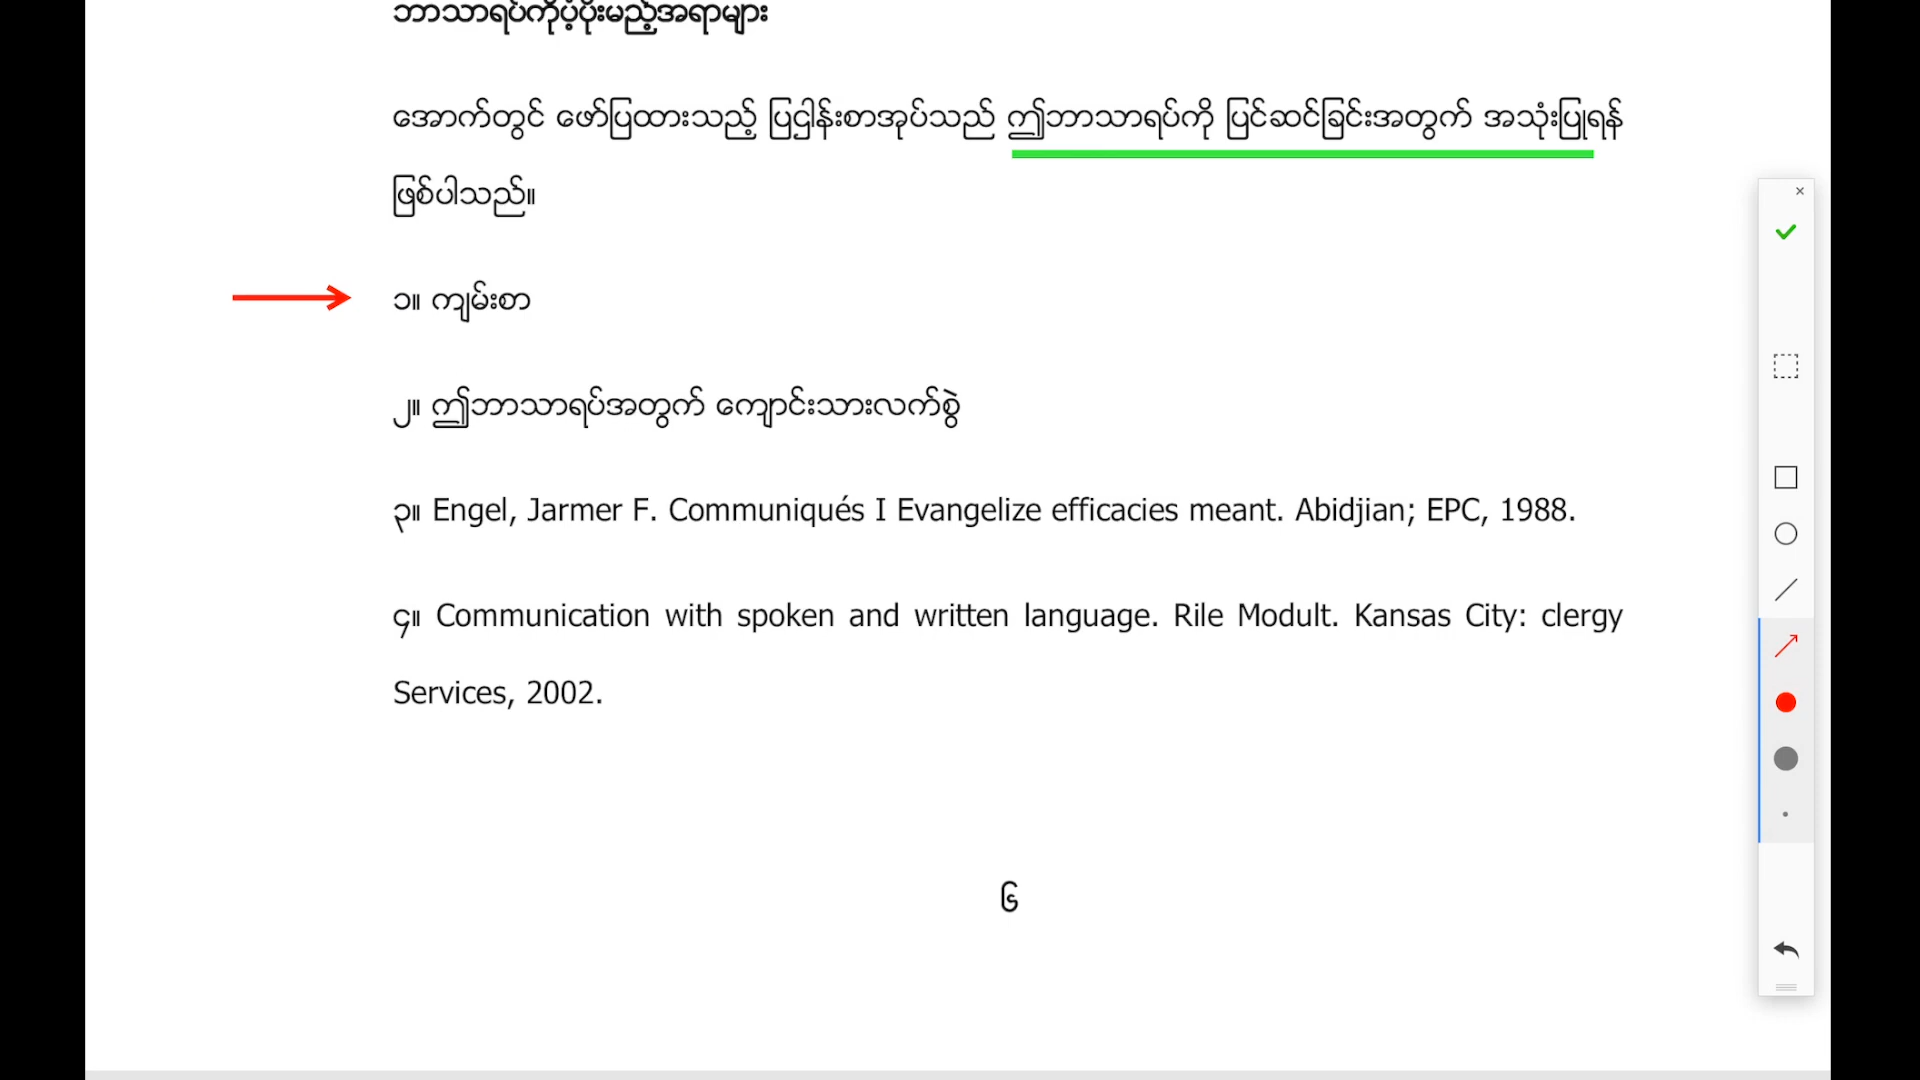 ဘာသာရပ်ကိုပံ့ပိုးမည့်အရာများ
အောက်တွင် ဖော်ပြထားသည့် ပြဌါန်းစာအုပ်သည် ဤဘာသာရပ်ကို ပြင်ဆင်ခြင်းအတွက် အသုံးပြုရန်
ဖြစ်ပါသည်။
၁။ ကျမ်းစာ
၂။ ဤဘာသာရပ်အတွက် ကျောင်းသားလက်စွဲ
၃။ Engel, Jarmer F. Communiqués I Evangelize efficacies meant. Abidjian; EPC, 1988.
၄။ Communication with spoken and written language. Rile Modult. Kansas City: clergy
Services, 2002.
၆